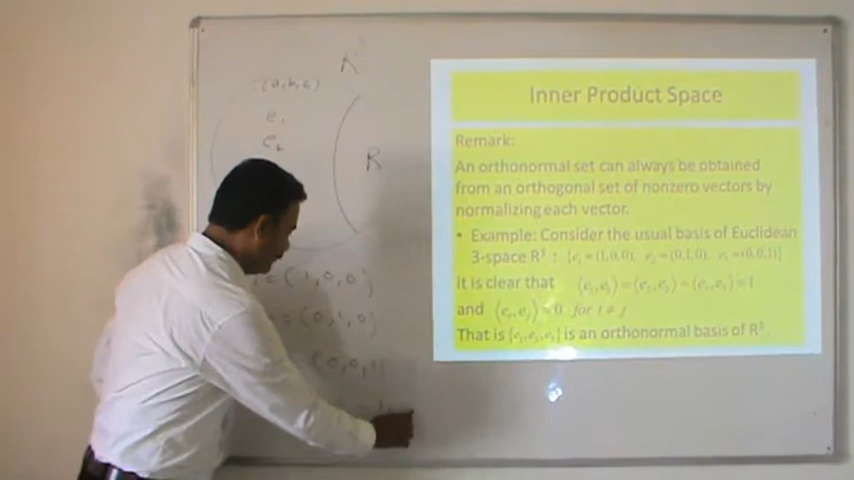 R³
(a,b,c)
e₁
e₂
R
= (1,0,0)
= (0,1,0)
= (0,0,1)
Inner Product Space
Remark:
An orthonormal set can always be obtained
from an orthogonal set of nonzero vectors by
normalizing each vector.
• Example: Consider the usual basis of Euclidean
3-space R³ : {e₁ = (1,0,0), e₂ = (0,1,0), e₃ = (0,0,1)}
It is clear that ⟨e₁,e₁⟩ = ⟨e₂,e₂⟩ = ⟨e₃,e₃⟩ = 1
and ⟨eᵢ,eⱼ⟩ = 0 for i ≠ j
That is {e₁,e₂,e₃} is an orthonormal basis of R³.